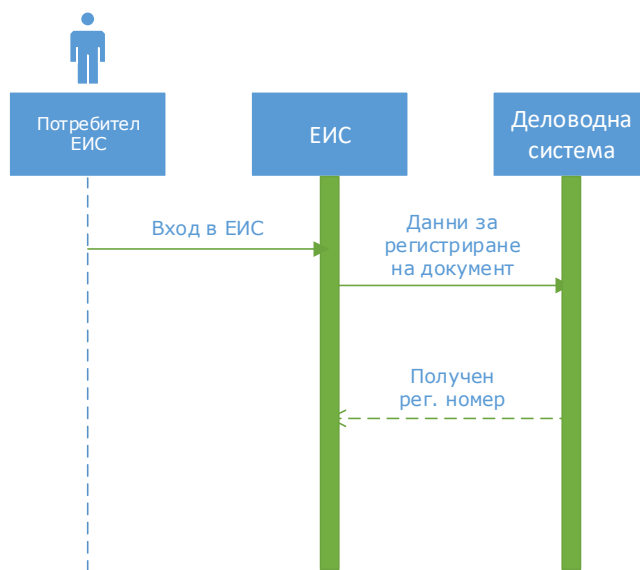 Потребител
ЕИС
ЕИС
Деловодна
система
Вход в ЕИС
Данни за
регистриране
на документ
Получен
рег. номер